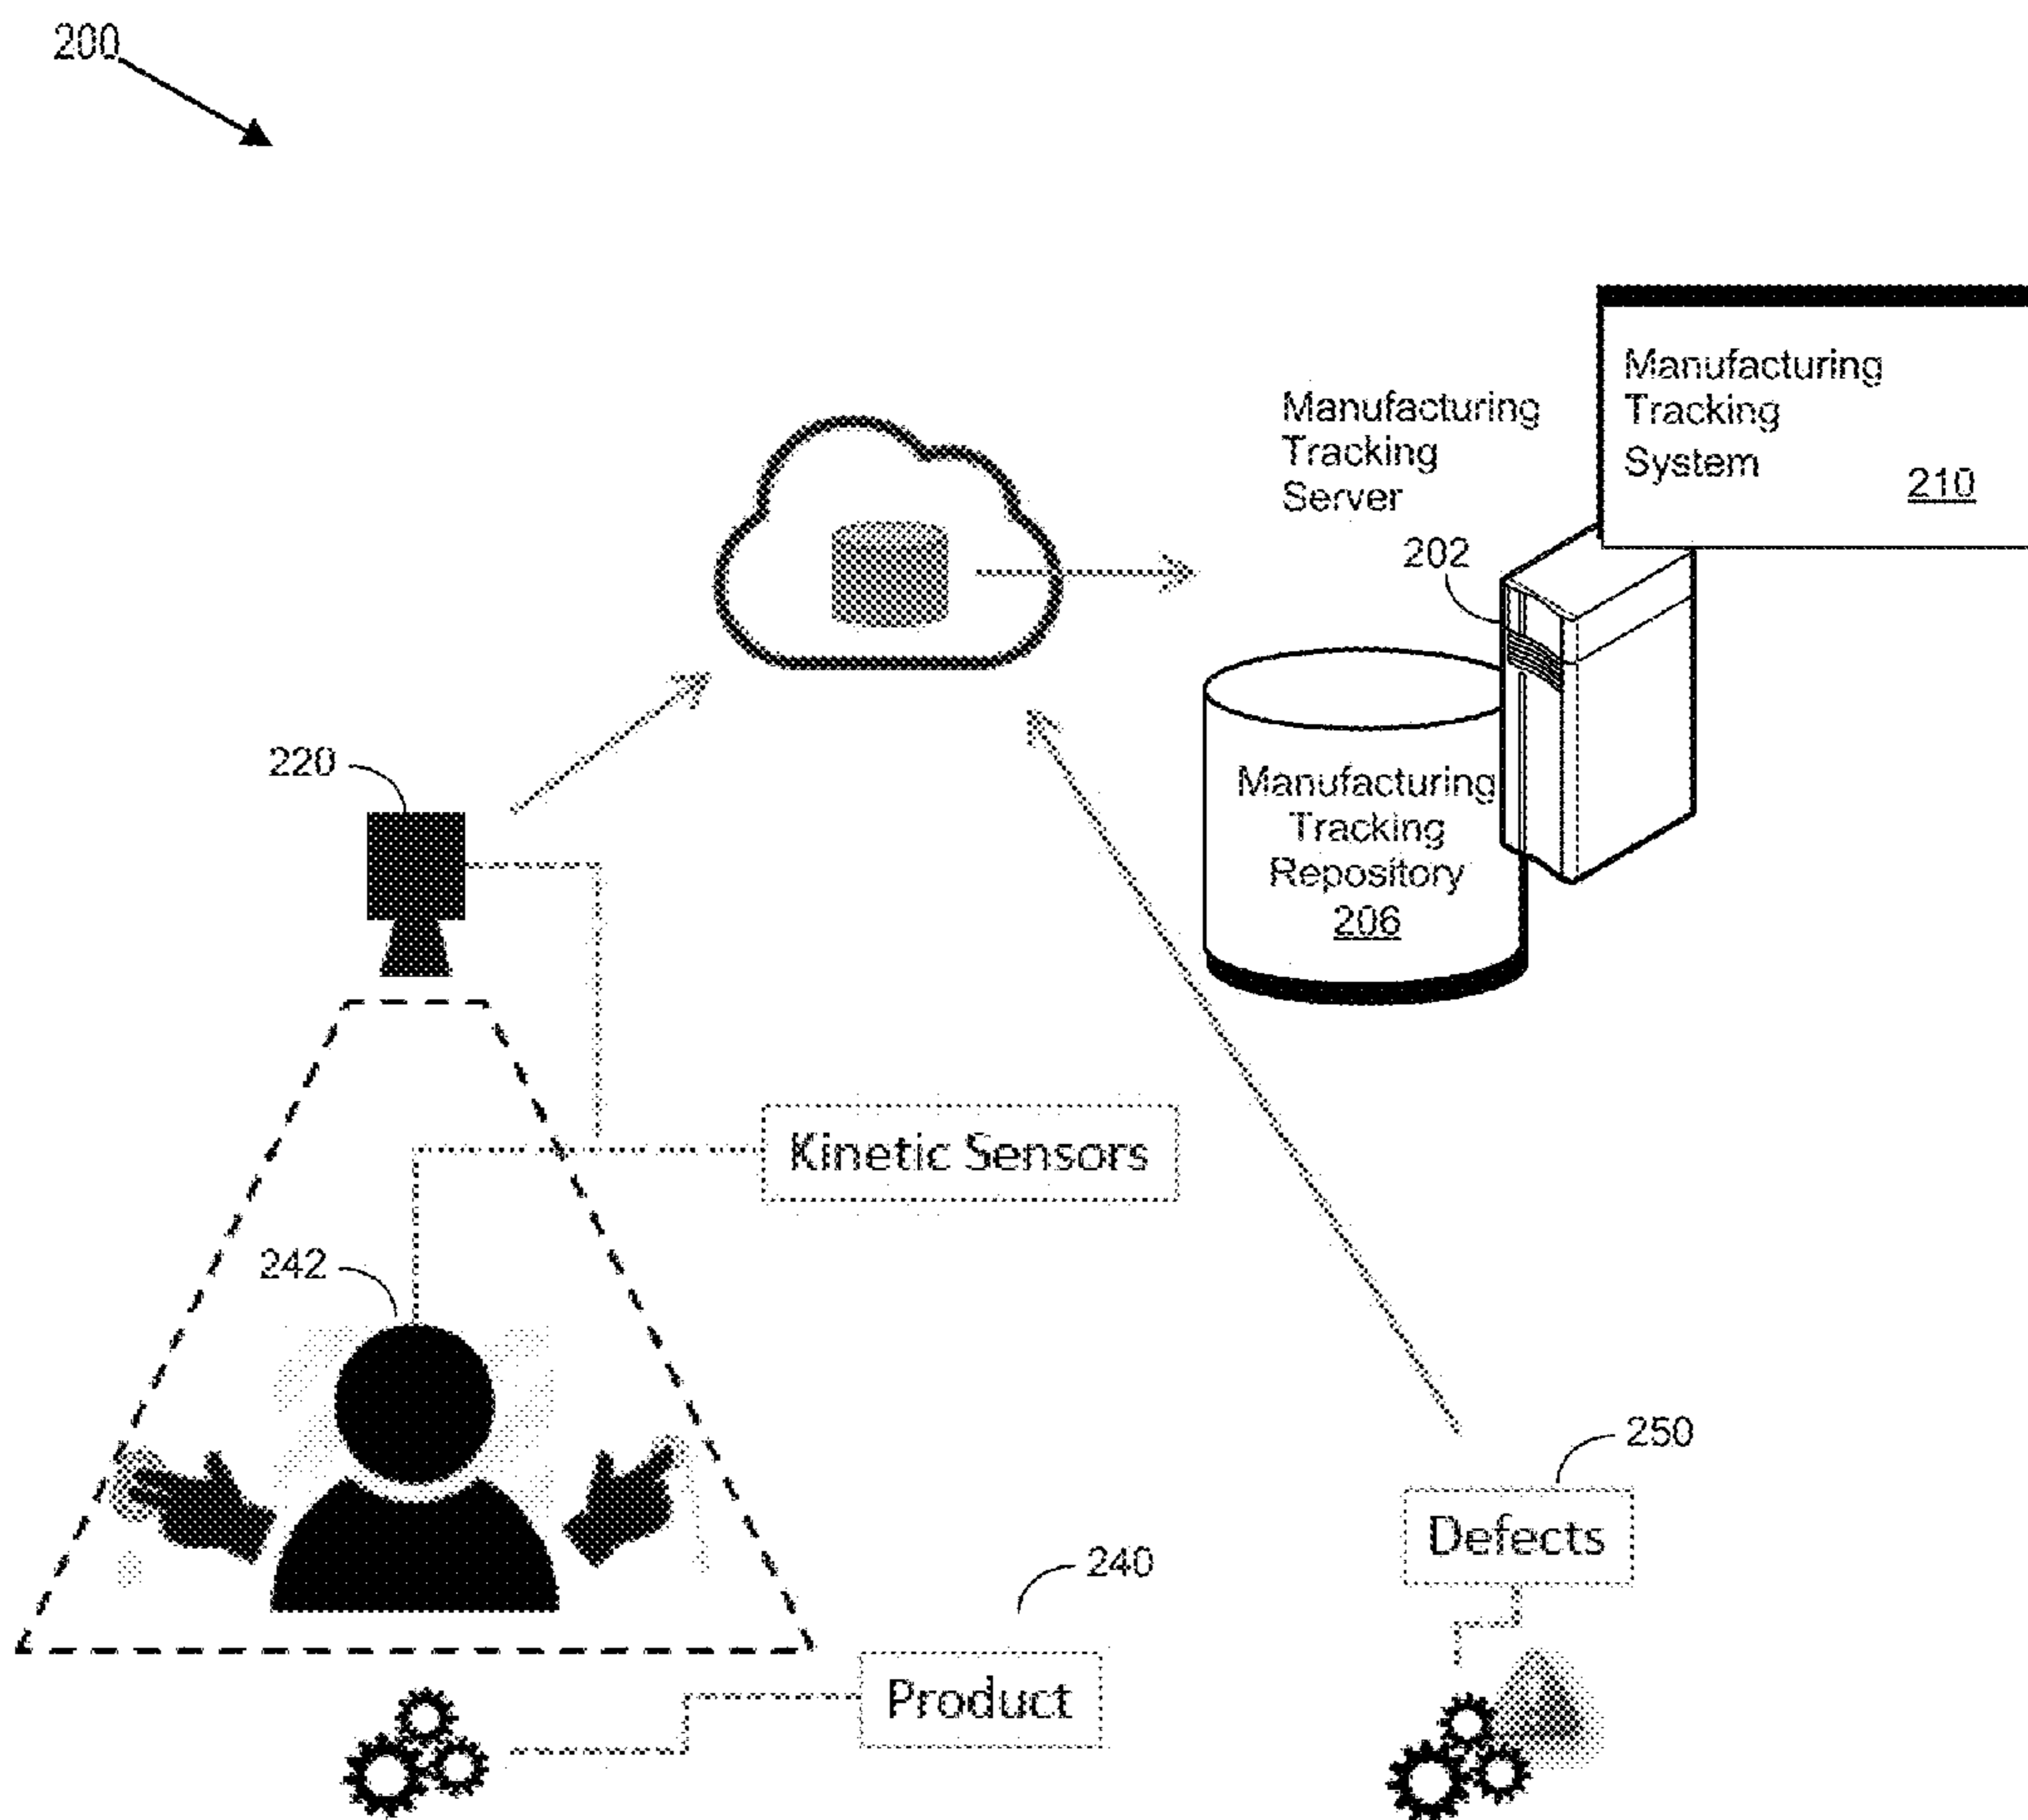 200
Manufacturing
Tracking
System
210
Manufacturing
Tracking
Server
202
220
Manufacturing
Tracking
Repository
206
Kinetic Sensors
242
250
Defects
240
Product